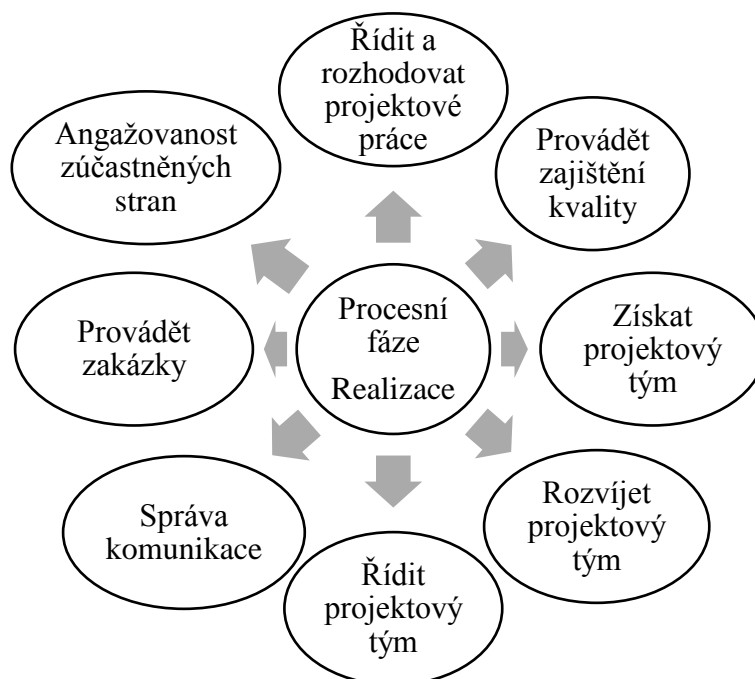 Řídit a
rozhodovat
projektové
práce
Provádět
zajištění
kvality
Získat
projektový
tým
Rozvíjet
projektový
tým
Řídit
projektový
tým
Správa
komunikace
Provádět
zakázky
Angažovanost
zúčastněných
stran
Procesní
fáze
Realizace